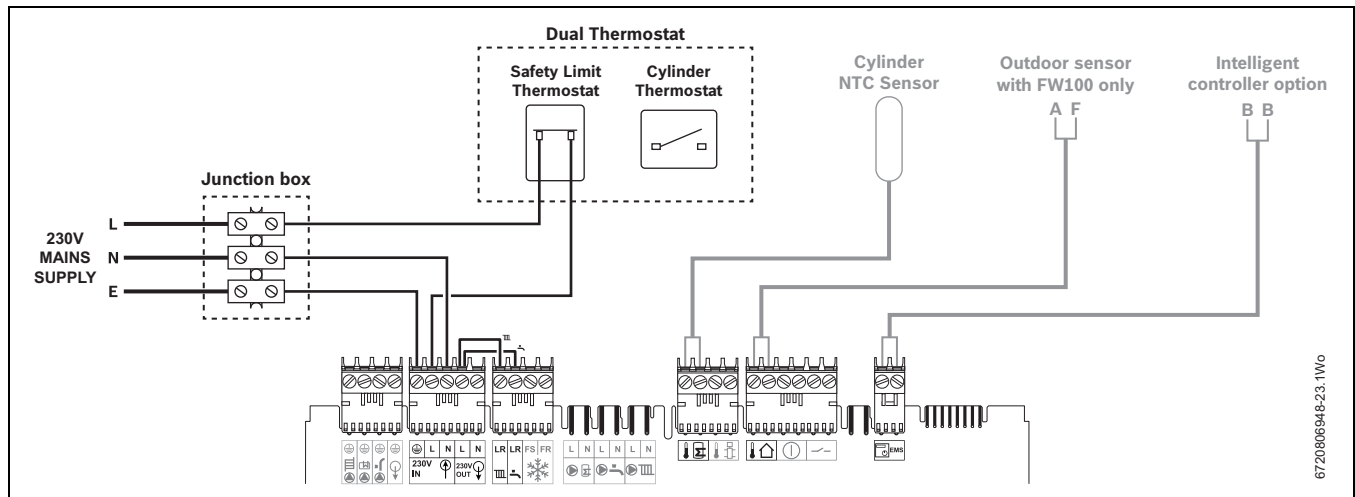 Dual Thermostat
Safety Limit
Thermostat
Cylinder
Thermostat
Cylinder
NTC Sensor
Outdoor sensor
with FW100 only
A F
Intelligent
controller option
B B
Junction box
L
230V
MAINS
SUPPLY
N
E
L N L N
230V
IN
230V
OUT
LR LR FS FR
L N L N L N
EMS
6720806948-23.1Wo